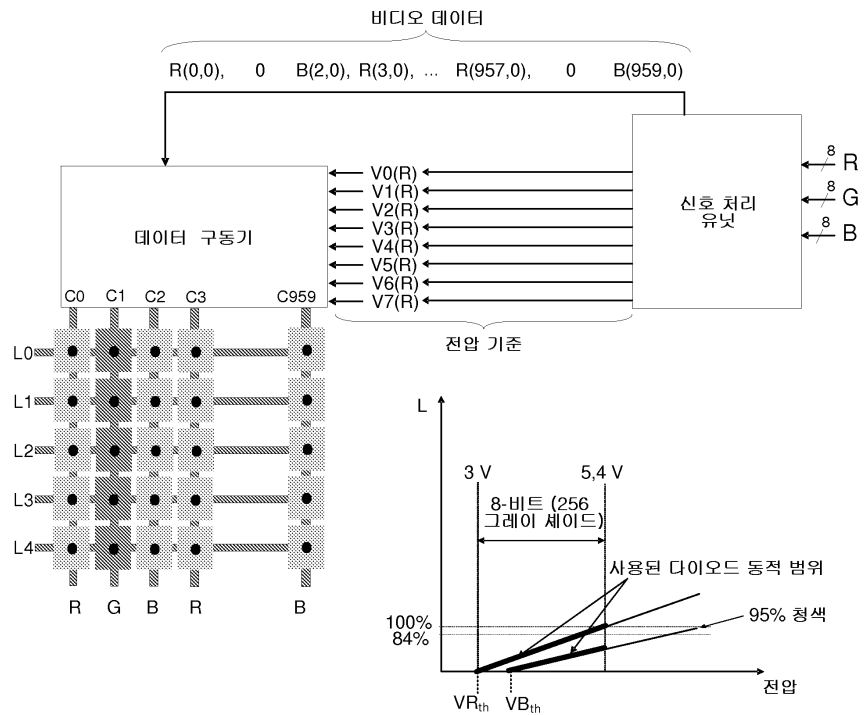 비디오 데이터
R(0,0), 0 B(2,0), R(3,0), ... R(957,0), 0 B(959,0)
데이터 구동기
V0(R)
V1(R)
V2(R)
V3(R)
V4(R)
V5(R)
V6(R)
V7(R)
신호 처리
유닛
8
R
8
G
8
B
C0 C1 C2 C3 C959
전압 기준
L0
L1
L2
L3
L4
R G B R B
L
3 V 5,4 V
8-비트 (256
그레이 셰이드)
사용된 다이오드 동적 범위
100%
84%
95% 청색
VRth VBth
전압